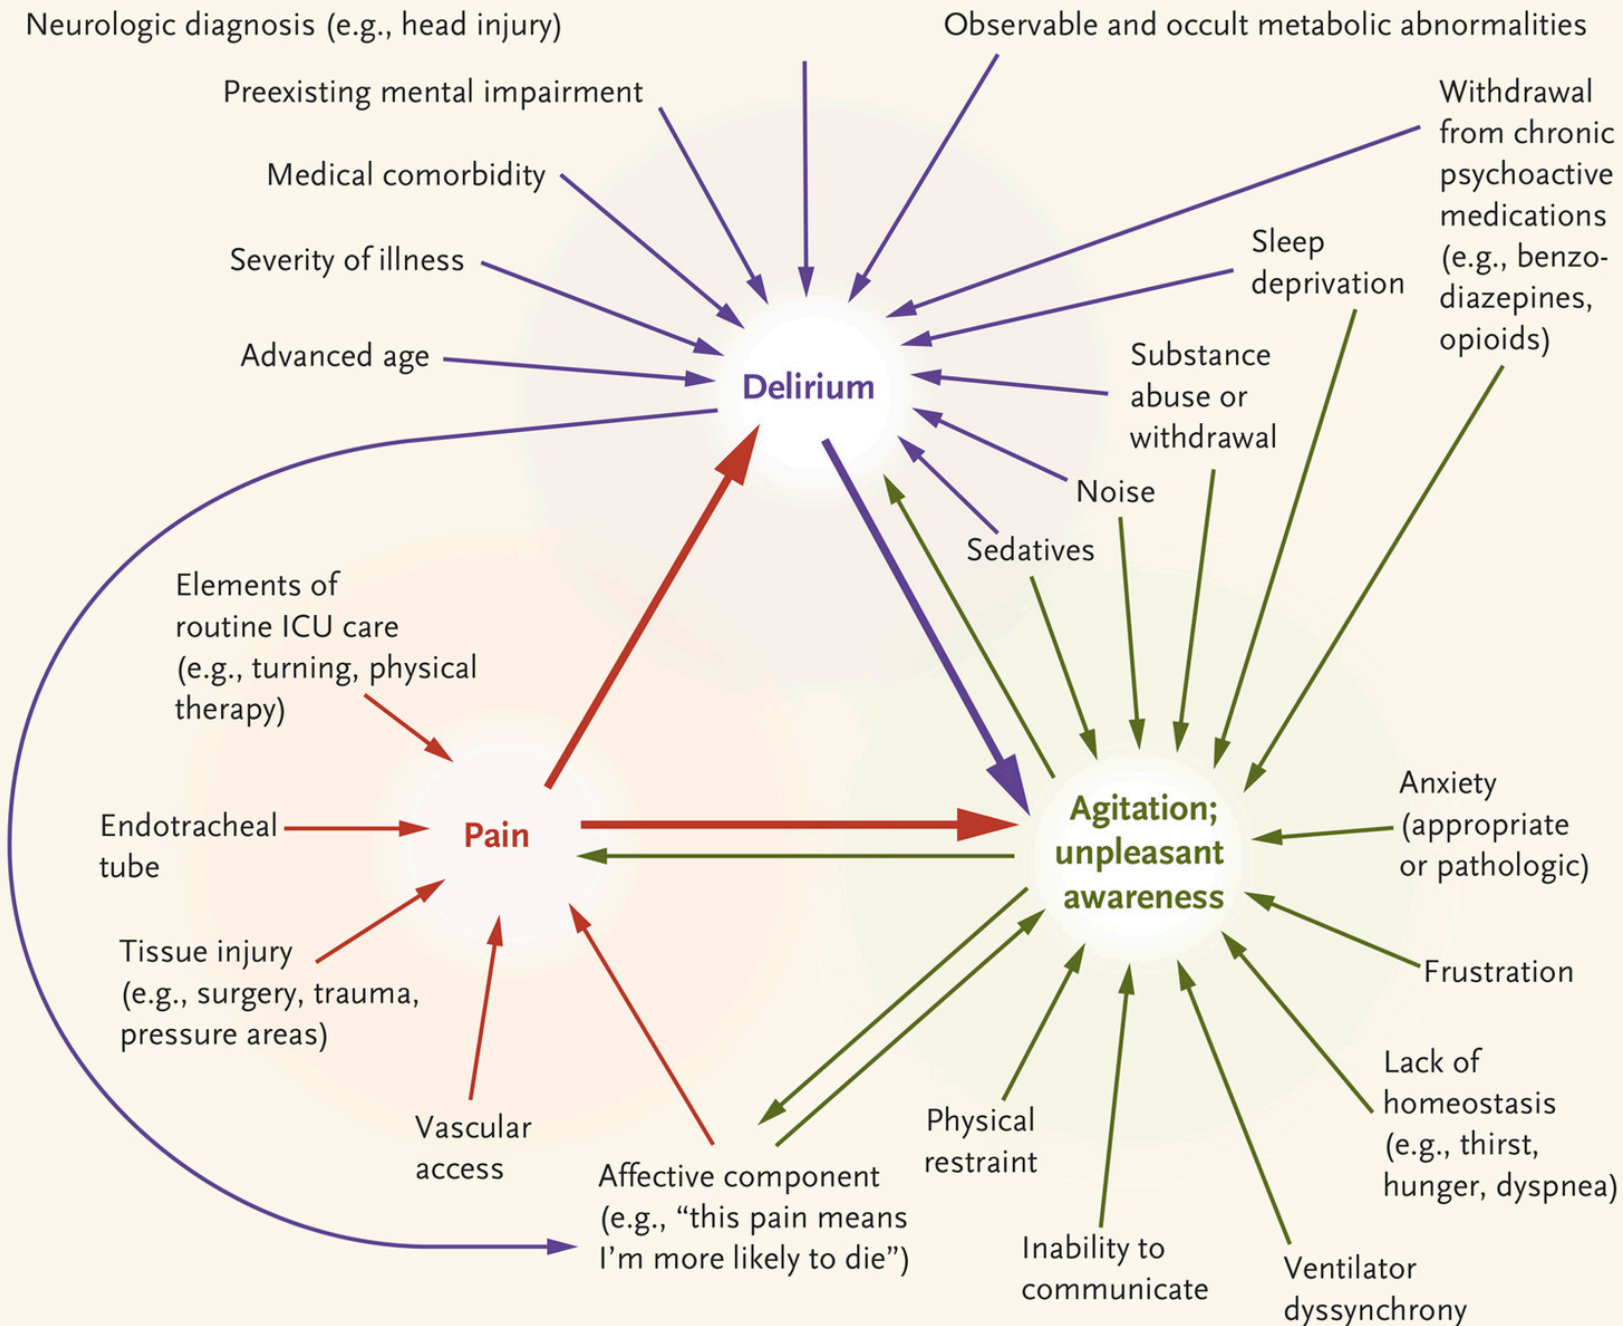 Neurologic diagnosis (e.g., head injury)
Observable and occult metabolic abnormalities
Preexisting mental impairment
Withdrawal
from chronic
psychoactive
medications
(e.g., benzo-
diazepines,
opioids)
Medical comorbidity
Sleep
deprivation
Severity of illness
Advanced age
Substance
abuse or
withdrawal
Delirium
Noise
Sedatives
Elements of
routine ICU care
(e.g., turning, physical
therapy)
Endotracheal
tube
Pain
Agitation;
unpleasant
awareness
Anxiety
(appropriate
or pathologic)
Tissue injury
(e.g., surgery, trauma,
pressure areas)
Frustration
Vascular
access
Affective component
(e.g., “this pain means
I’m more likely to die”)
Physical
restraint
Lack of
homeostasis
(e.g., thirst,
hunger, dyspnea)
Inability to
communicate
Ventilator
dyssynchrony